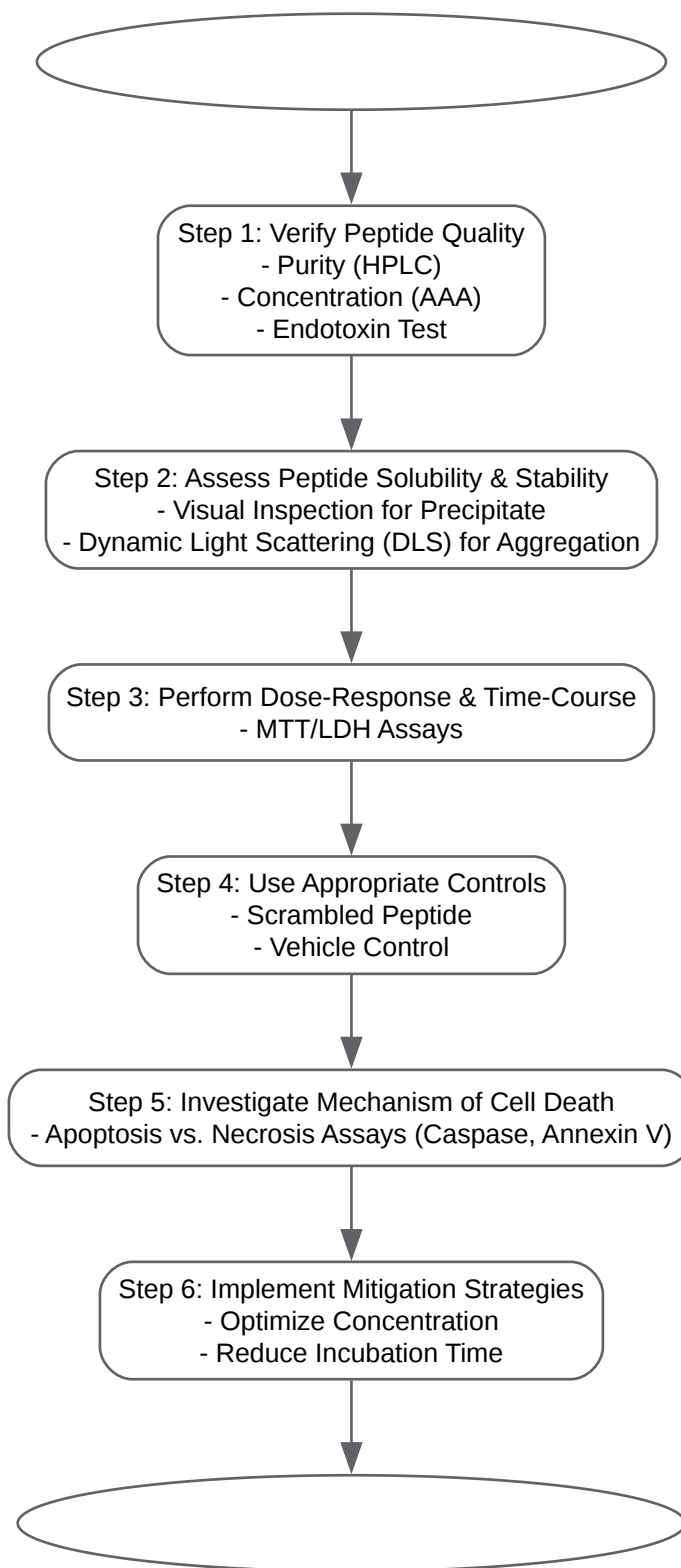 Step 1: Verify Peptide Quality
- Purity (HPLC)
- Concentration (AAA)
- Endotoxin Test
Step 2: Assess Peptide Solubility & Stability
- Visual Inspection for Precipitate
- Dynamic Light Scattering (DLS) for Aggregation
Step 3: Perform Dose-Response & Time-Course
- MTT/LDH Assays
Step 4: Use Appropriate Controls
- Scrambled Peptide
- Vehicle Control
Step 5: Investigate Mechanism of Cell Death
- Apoptosis vs. Necrosis Assays (Caspase, Annexin V)
Step 6: Implement Mitigation Strategies
- Optimize Concentration
- Reduce Incubation Time